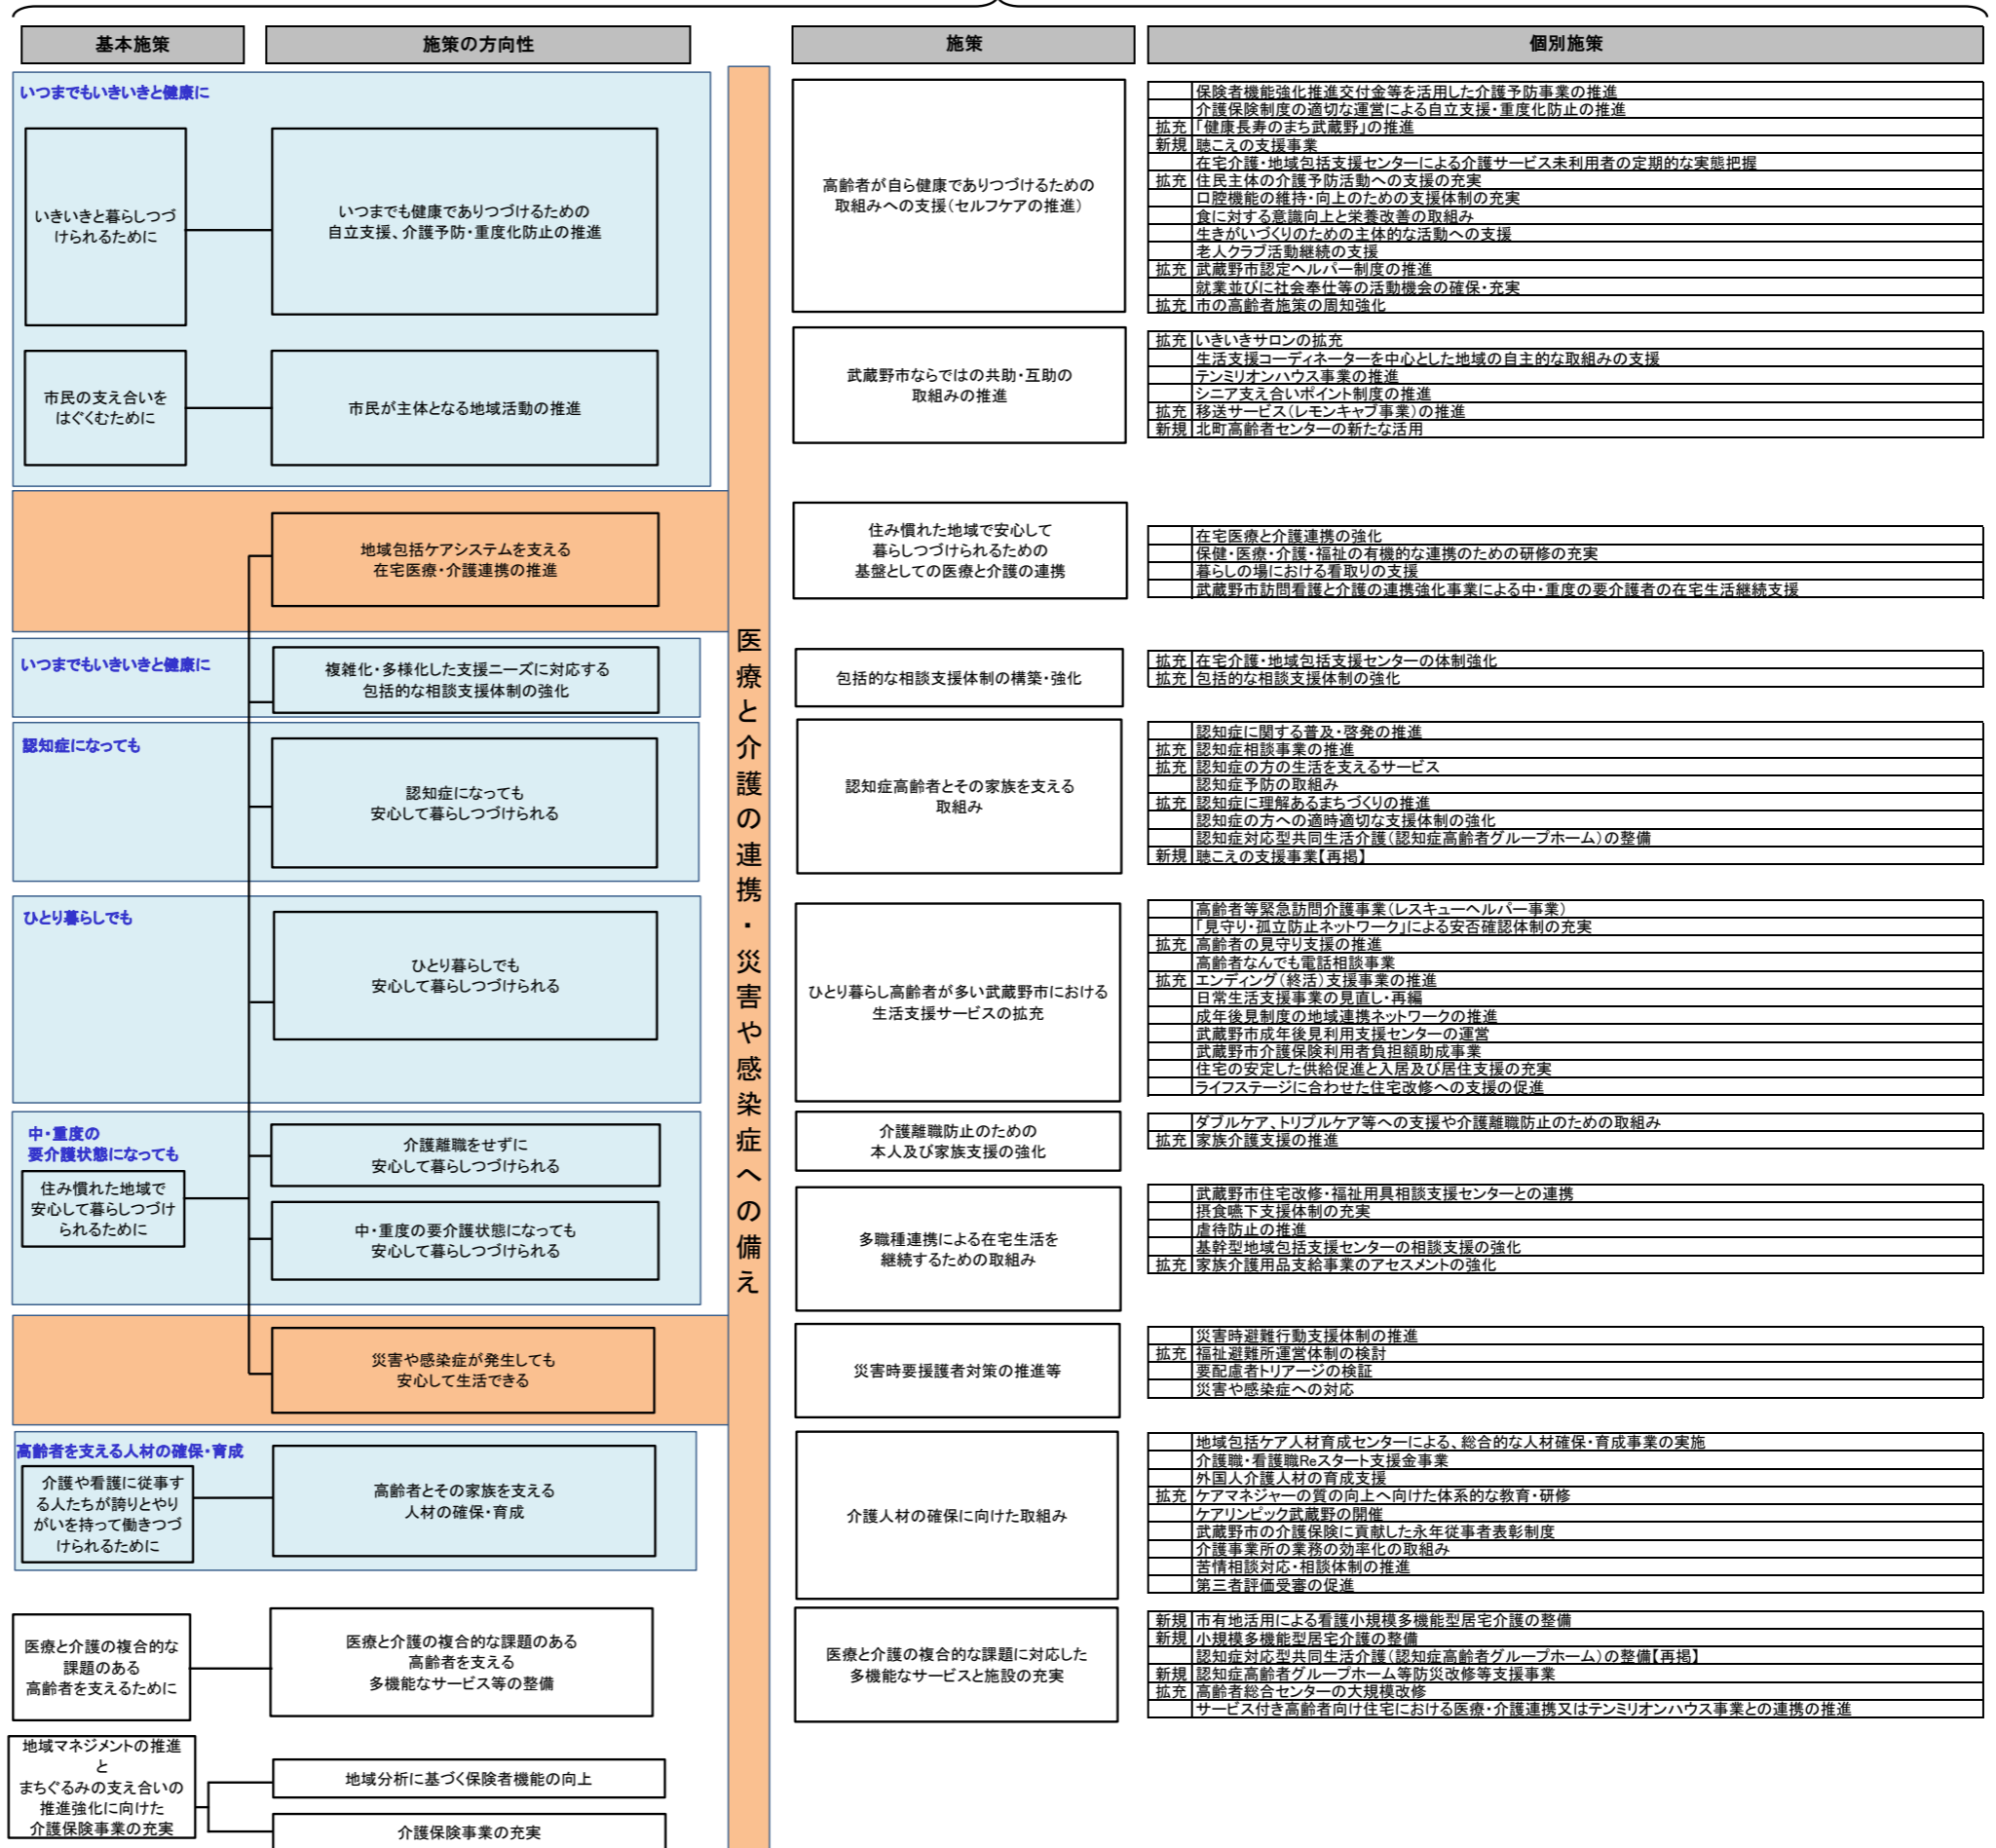 基本施策
施策の方向性
施策
個別施策
いつまでもいきいきと健康に
いきいきと暮らしつづ
けられるために
いつまでも健康でありつづけるための
自立支援、介護予防・重度化防止の推進
高齢者が自ら健康でありつづけるための
取組みへの支援（セルフケアの推進）
保険者機能強化推進交付金等を活用した介護予防事業の推進
介護保険制度の適切な運営による自立支援・重度化防止の推進
拡充 「健康長寿のまち武蔵野」の推進
新規 聴こえの支援事業
在宅介護・地域包括支援センターによる介護サービス未利用者の定期的な実態把握
拡充 住民主体の介護予防活動への支援の充実
口腔機能の維持・向上のための支援体制の充実
食に対する意識向上と栄養改善の取組み
生きがいづくりのための主体的な活動への支援
老人クラブ活動継続の支援
拡充 武蔵野市認定ヘルパー制度の推進
就業並びに社会奉仕等の活動機会の確保・充実
拡充 市の高齢者施策の周知強化
市民の支え合いを
はぐくむために
市民が主体となる地域活動の推進
武蔵野市ならではの共助・互助の
取組みの推進
拡充 いきいきサロンの拡充
生活支援コーディネーターを中心とした地域の自主的な取組みの支援
テンミリオンハウス事業の推進
シニア支え合いポイント制度の推進
拡充 移送サービス（レモンキャブ事業）の推進
新規 北町高齢者センターの新たな活用
医療と介護の連携・災害や感染症への備え
地域包括ケアシステムを支える
在宅医療・介護連携の推進
住み慣れた地域で安心して
暮らしつづけられるための
基盤としての医療と介護の連携
在宅医療と介護連携の強化
保健・医療・介護・福祉の有機的な連携のための研修の充実
暮らしの場における看取りの支援
武蔵野市訪問看護と介護の連携強化事業による中・重度の要介護者の在宅生活継続支援
いつまでもいきいきと健康に
複雑化・多様化した支援ニーズに対応する
包括的な相談支援体制の強化
包括的な相談支援体制の構築・強化
拡充 在宅介護・地域包括支援センターの体制強化
拡充 包括的な相談支援体制の強化
認知症になっても
認知症になっても
安心して暮らしつづけられる
認知症高齢者とその家族を支える
取組み
認知症に関する普及・啓発の推進
拡充 認知症相談事業の推進
拡充 認知症の方の生活を支えるサービス
認知症予防の取組み
拡充 認知症に理解あるまちづくりの推進
認知症の方への適時適切な支援体制の強化
認知症対応型共同生活介護（認知症高齢者グループホーム）の整備
新規 聴こえの支援事業【再掲】
ひとり暮らしでも
ひとり暮らしでも
安心して暮らしつづけられる
ひとり暮らし高齢者が多い武蔵野市における
生活支援サービスの拡充
高齢者等緊急訪問介護事業（レスキューヘルパー事業）
「見守り・孤立防止ネットワーク」による安否確認体制の充実
拡充 高齢者の見守り支援の推進
高齢者なんでも電話相談事業
拡充 エンディング（終活）支援事業の推進
日常生活支援事業の見直し・再編
成年後見制度の地域連携ネットワークの推進
武蔵野市成年後見利用支援センターの運営
武蔵野市介護保険利用者負担額助成事業
住宅の安定した供給促進と入居及び居住支援の充実
ライフステージに合わせた住宅改修への支援の促進
中・重度の
要介護状態になっても
住み慣れた地域で
安心して暮らしつづけ
られるために
介護離職をせずに
安心して暮らしつづけられる
介護離職防止のための
本人及び家族支援の強化
ダブルケア、トリプルケア等への支援や介護離職防止のための取組み
拡充 家族介護支援の推進
中・重度の要介護状態になっても
安心して暮らしつづけられる
多職種連携による在宅生活を
継続するための取組み
武蔵野市住宅改修・福祉用具相談支援センターとの連携
摂食嚥下支援体制の充実
虐待防止の推進
基幹型地域包括支援センターの相談支援の強化
拡充 家族介護用品支給事業のアセスメントの強化
災害や感染症が発生しても
安心して生活できる
災害時要援護者対策の推進等
災害時避難行動支援体制の推進
拡充 福祉避難所運営体制の検討
要配慮者トリアージの検証
災害や感染症への対応
高齢者を支える人材の確保・育成
介護や看護に従事す
る人たちが誇りとやり
がいを持って働きつづ
けられるために
高齢者とその家族を支える
人材の確保・育成
介護人材の確保に向けた取組み
地域包括ケア人材育成センターによる、総合的な人材確保・育成事業の実施
介護職・看護職Reスタート支援金事業
外国人介護人材の育成支援
拡充 ケアマネジャーの質の向上へ向けた体系的な教育・研修
ケアリンピック武蔵野の開催
武蔵野市の介護保険に貢献した永年従事者表彰制度
介護事業所の業務の効率化の取組み
苦情相談対応・相談体制の推進
第三者評価受審の促進
医療と介護の複合的な
課題のある
高齢者を支えるために
医療と介護の複合的な課題のある
高齢者を支える
多機能なサービス等の整備
医療と介護の複合的な課題に対応した
多機能なサービスと施設の充実
新規 市有地活用による看護小規模多機能型居宅介護の整備
新規 小規模多機能型居宅介護の整備
認知症対応型共同生活介護（認知症高齢者グループホーム）の整備【再掲】
新規 認知症高齢者グループホーム等防災改修等支援事業
拡充 高齢者総合センターの大規模改修
サービス付き高齢者向け住宅における医療・介護連携又はテンミリオンハウス事業との連携の推進
地域マネジメントの推進
と
まちぐるみの支え合いの
推進強化に向けた
介護保険事業の充実
地域分析に基づく保険者機能の向上
介護保険事業の充実